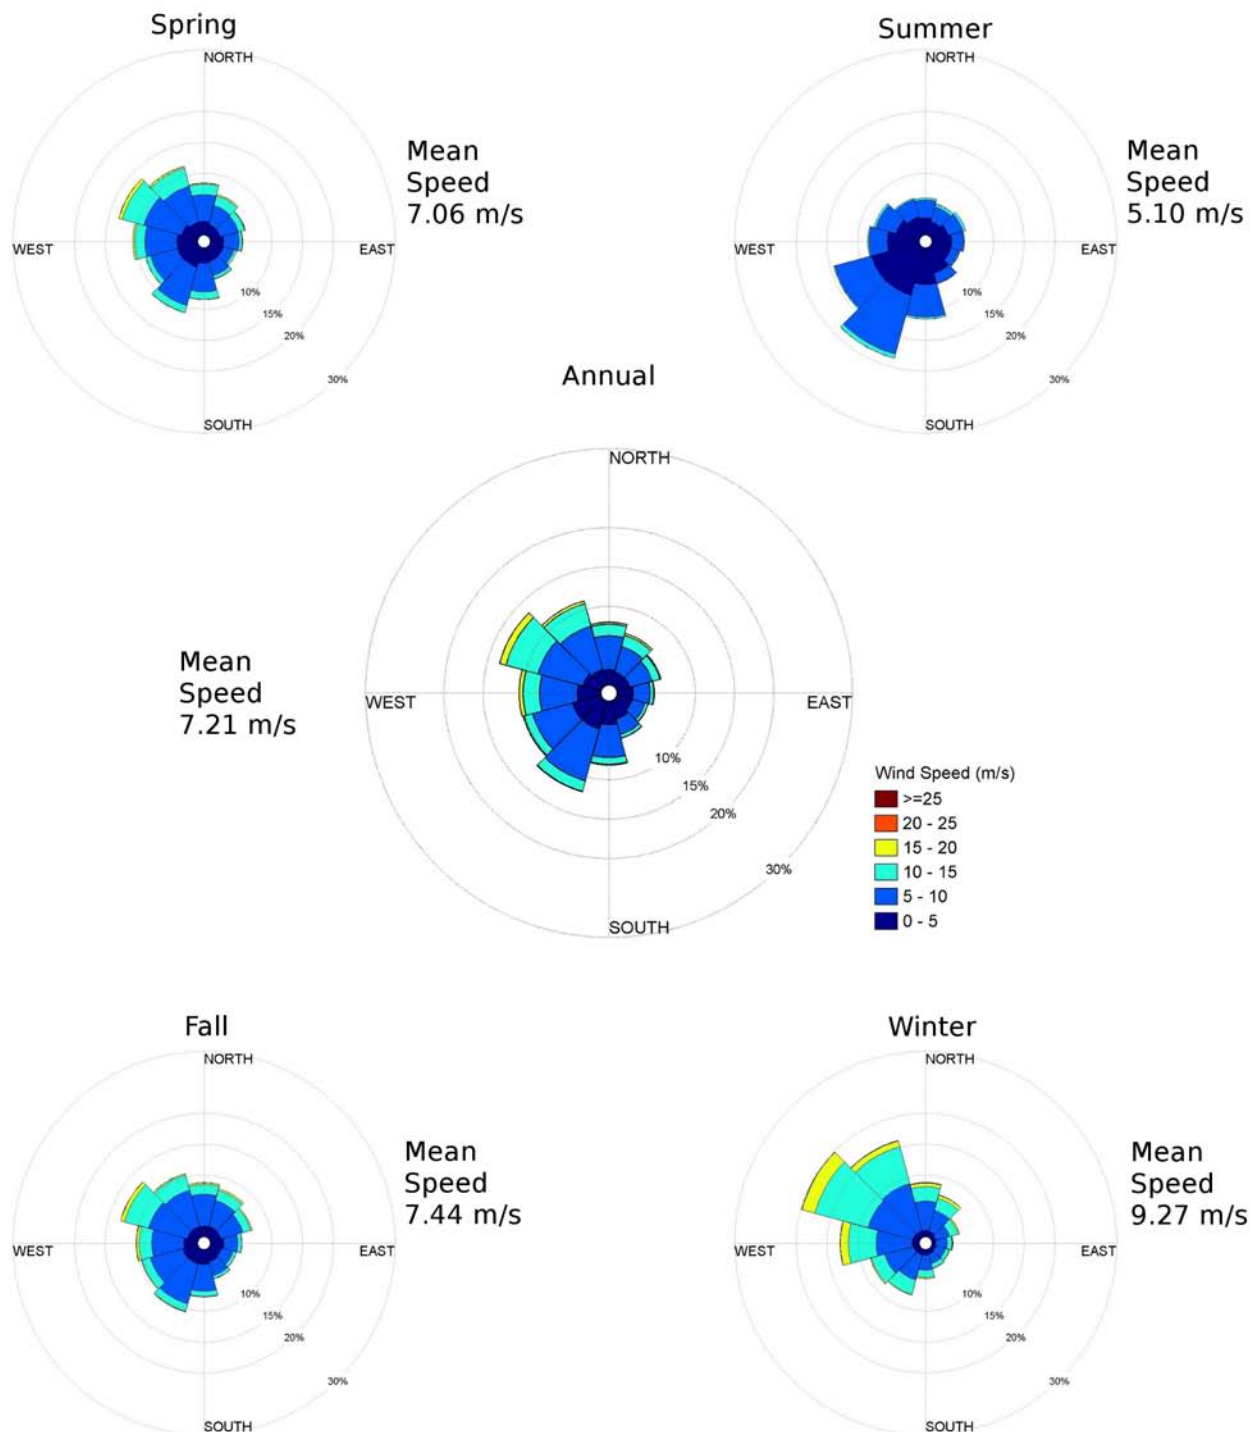 Spring
NORTH
Mean
Speed
7.06 m/s
WEST
EAST
10%
15%
20%
30%
SOUTH
Summer
NORTH
Mean
Speed
5.10 m/s
WEST
EAST
10%
15%
20%
30%
SOUTH
Annual
NORTH
Mean
Speed
7.21 m/s
WEST
EAST
10%
15%
20%
30%
SOUTH
Wind Speed (m/s)
>=25
20 - 25
15 - 20
10 - 15
5 - 10
0 - 5
Fall
NORTH
Mean
Speed
7.44 m/s
WEST
EAST
10%
15%
20%
30%
SOUTH
Winter
NORTH
Mean
Speed
9.27 m/s
WEST
EAST
10%
15%
20%
30%
SOUTH